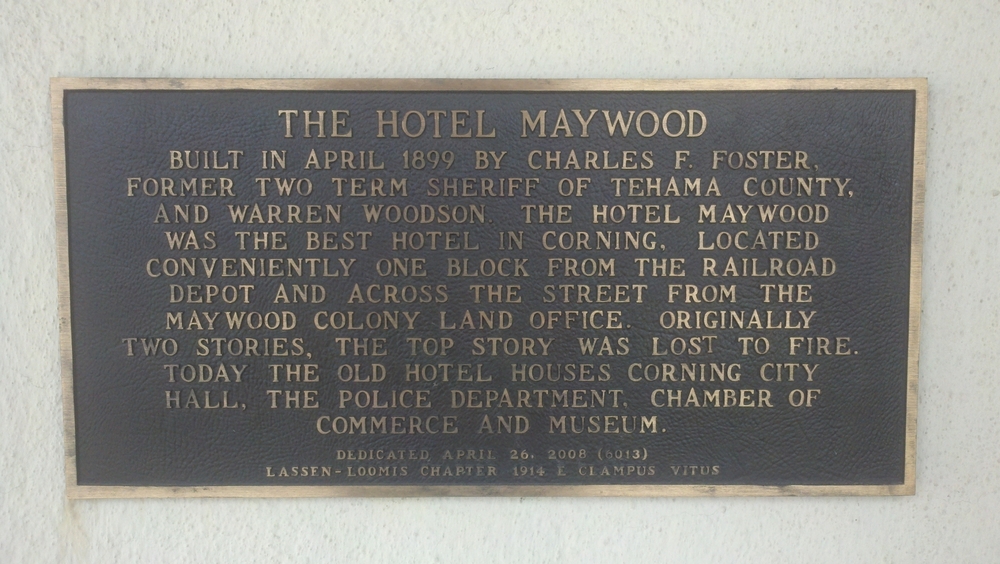 THE HOTEL MAYWOOD
BUILT IN APRIL 1899 BY CHARLES F. FOSTER,
FORMER TWO TERM SHERIFF OF TEHAMA COUNTY,
AND WARREN WOODSON. THE HOTEL MAYWOOD
WAS THE BEST HOTEL IN CORNING, LOCATED
CONVENIENTLY ONE BLOCK FROM THE RAILROAD
DEPOT AND ACROSS THE STREET FROM THE
MAYWOOD COLONY LAND OFFICE. ORIGINALLY
TWO STORIES, THE TOP STORY WAS LOST TO FIRE.
TODAY THE OLD HOTEL HOUSES CORNING CITY
HALL, THE POLICE DEPARTMENT, CHAMBER OF
COMMERCE AND MUSEUM.
DEDICATED APRIL 26, 2008 (6013)
LASSEN-LOOMIS CHAPTER 1914 E CLAMPUS VITUS